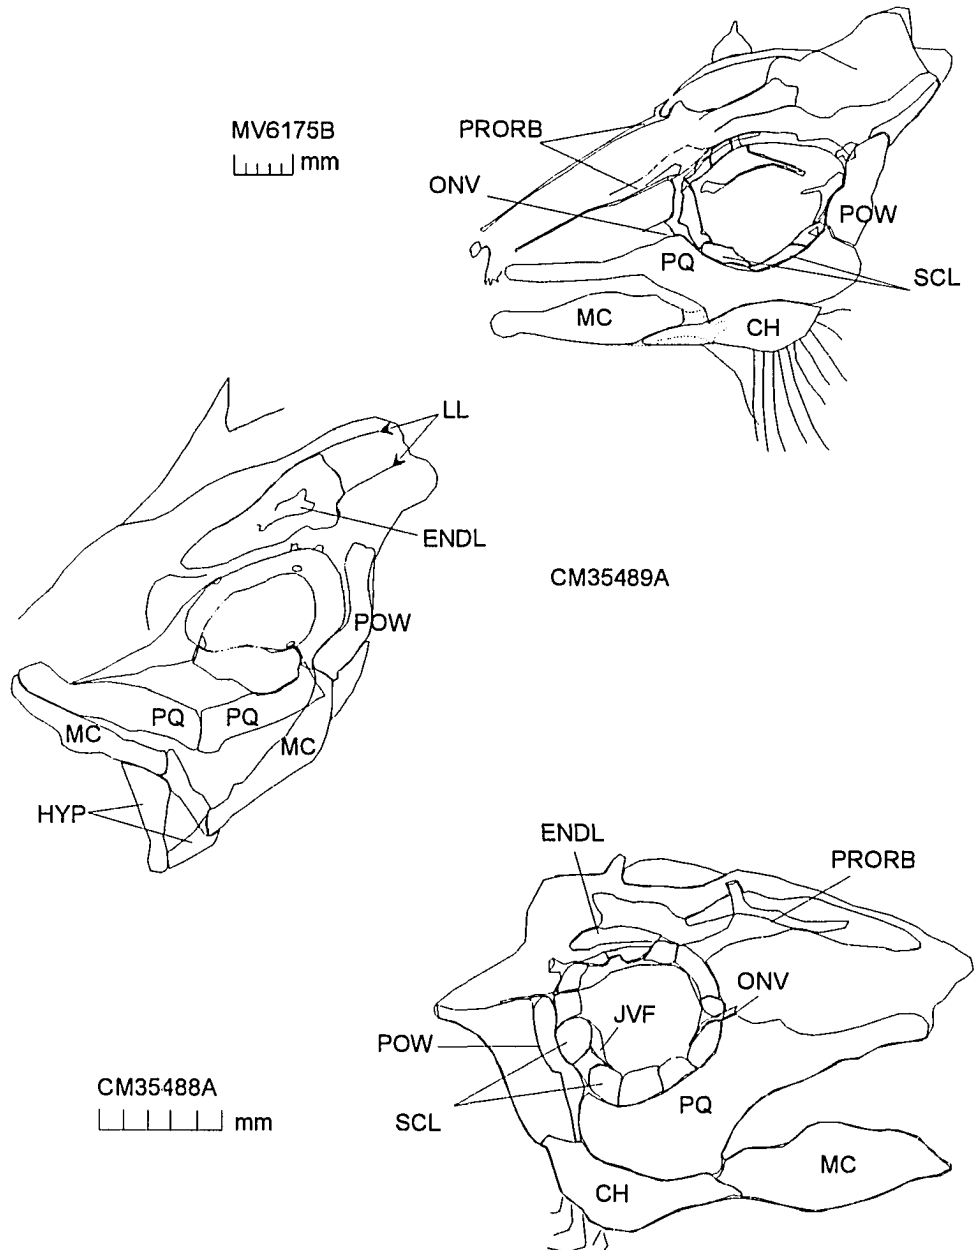 MV6175B
mm
PRORB
ONV
POW
PQ
SCL
MC
CH
LL
ENDL
CM35489A
POW
PQ
PQ
MC
MC
HYP
ENDL
PRORB
ONV
JVF
POW
CM35488A
mm
SCL
PQ
MC
CH